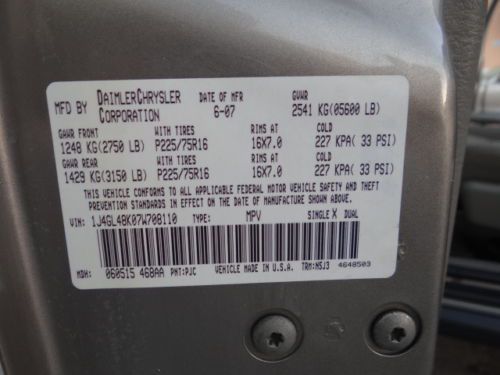 MFD BY DAIMLERCHRYSLER CORPORATION DATE OF MFR 6-07 GVWR 2541 KG(05600 LB)
GAWR FRONT WITH TIRES RIMS AT COLD
1248 KG(2750 LB) P225/75R16 16X7.0 227 KPA( 33 PSI)
GAWR REAR WITH TIRES RIMS AT COLD
1429 KG(3150 LB) P225/75R16 16X7.0 227 KPA( 33 PSI)
THIS VEHICLE CONFORMS TO ALL APPLICABLE FEDERAL MOTOR VEHICLE SAFETY AND THEFT
PREVENTION STANDARDS IN EFFECT ON THE DATE OF MANUFACTURE SHOWN ABOVE.
VIN: 1J4GL48K07W708110 TYPE: MPV SINGLE X DUAL
MDH: 060515 468AA PNT:PJC VEHICLE MADE IN U.S.A. TRM:N5J3 4648503